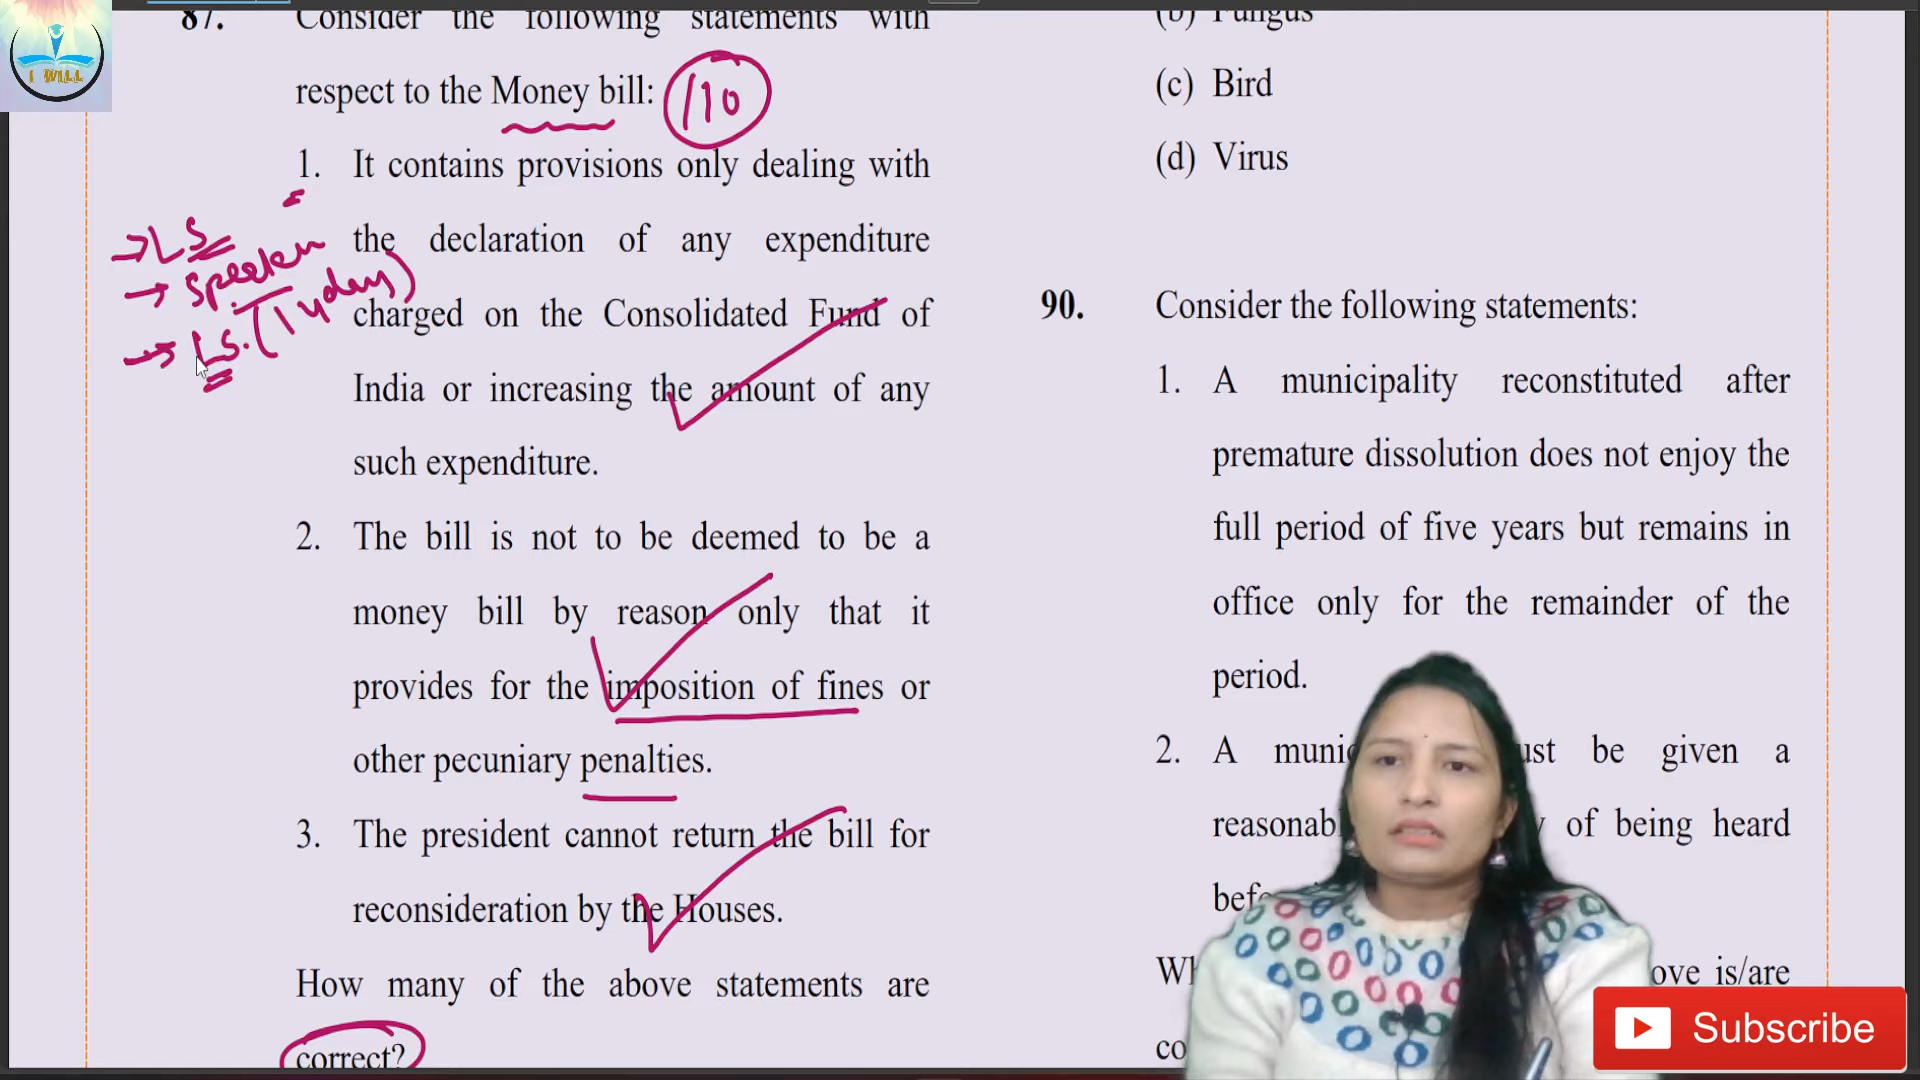 I WILL
87. Consider the following statements with
respect to the Money bill: 110
1. It contains provisions only dealing with
the declaration of any expenditure
charged on the Consolidated Fund of
India or increasing the amount of any
such expenditure.
→ LS
→ Speaker
→ LS. (14 days)
2. The bill is not to be deemed to be a
money bill by reason only that it
provides for the imposition of fines or
other pecuniary penalties.
3. The president cannot return the bill for
reconsideration by the Houses.
How many of the above statements are
correct?
(b) Fungus
(c) Bird
(d) Virus
90. Consider the following statements:
1. A municipality reconstituted after
premature dissolution does not enjoy the
full period of five years but remains in
office only for the remainder of the
period.
2. A be given a
of being heard
ove is/are
co
Subscribe